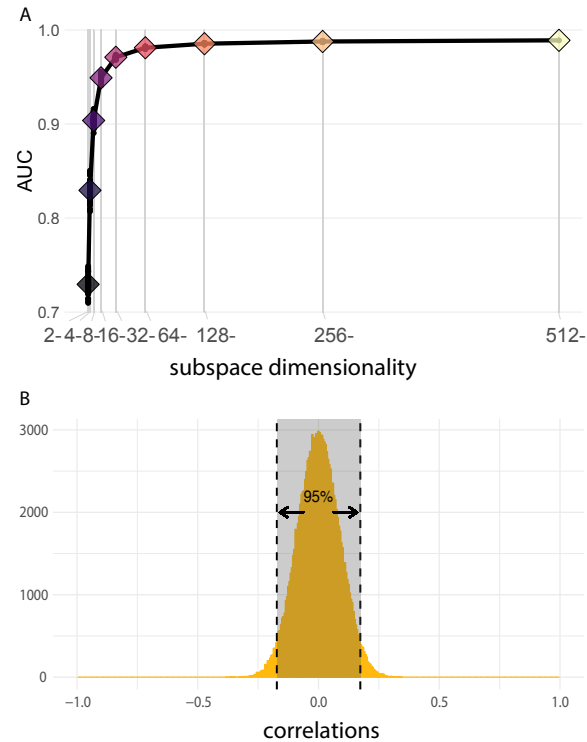 A
1.0
0.9
0.8
0.7
AUC
2-4-8-16-32-64- 128- 256- 512-
subspace dimensionality
B
3000
2000
1000
0
95%
−1.0 −0.5 0.0 0.5 1.0
correlations